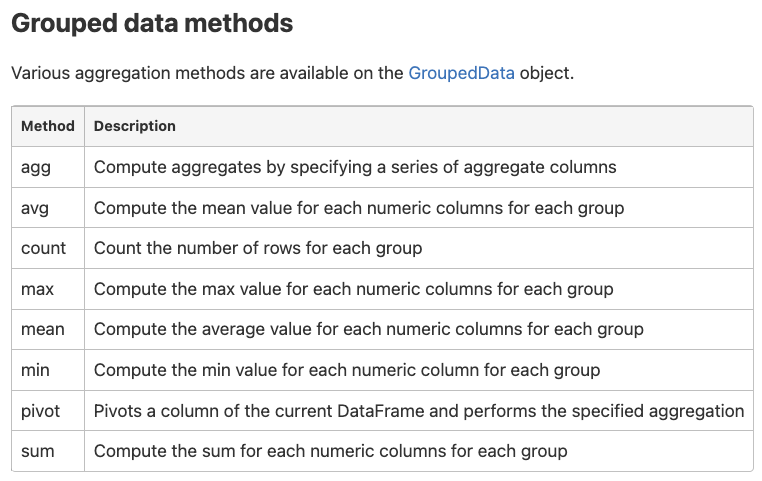 Grouped data methods
Various aggregation methods are available on the GroupedData object.
Method Description
agg Compute aggregates by specifying a series of aggregate columns
avg Compute the mean value for each numeric columns for each group
count Count the number of rows for each group
max Compute the max value for each numeric columns for each group
mean Compute the average value for each numeric columns for each group
min Compute the min value for each numeric column for each group
pivot Pivots a column of the current DataFrame and performs the specified aggregation
sum Compute the sum for each numeric columns for each group